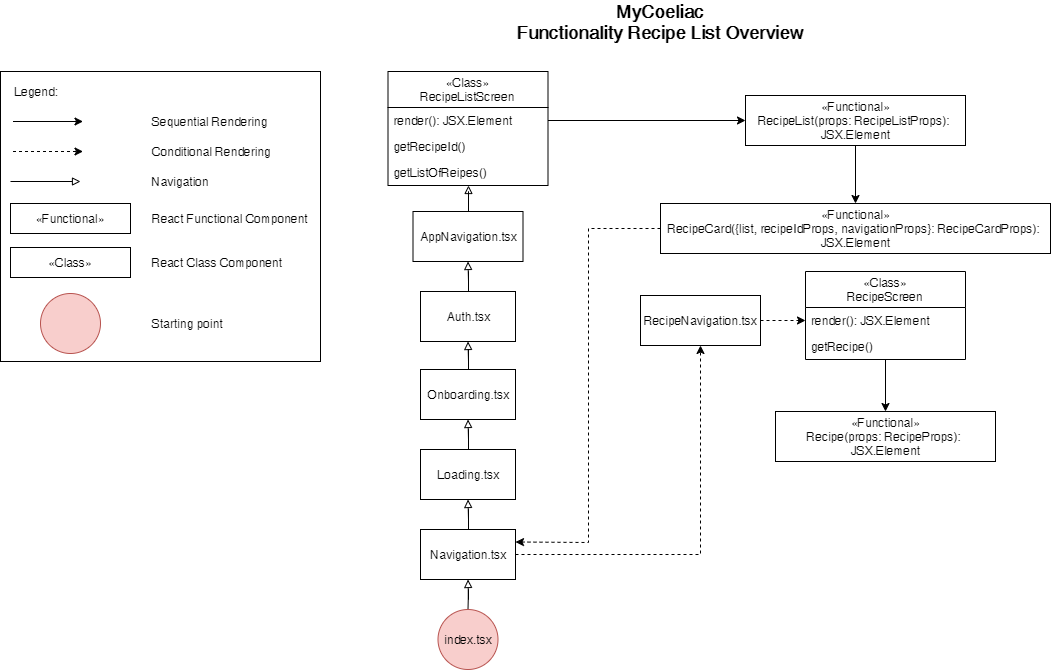 MyCoeliac
Functionality Recipe List Overview
Legend:
Sequential Rendering
Conditional Rendering
Navigation
«Functional»
React Functional Component
«Class»
React Class Component
Starting point
«Class»
RecipeListScreen
render(): JSX.Element
getRecipeId()
getListOfReipes()
«Functional»
RecipeList(props: RecipeListProps):
JSX.Element
«Functional»
RecipeCard({list, recipeIdProps, navigationProps}: RecipeCardProps):
JSX.Element
AppNavigation.tsx
«Class»
RecipeScreen
render(): JSX.Element
getRecipe()
RecipeNavigation.tsx
Auth.tsx
Onboarding.tsx
«Functional»
Recipe(props: RecipeProps):
JSX.Element
Loading.tsx
Navigation.tsx
index.tsx